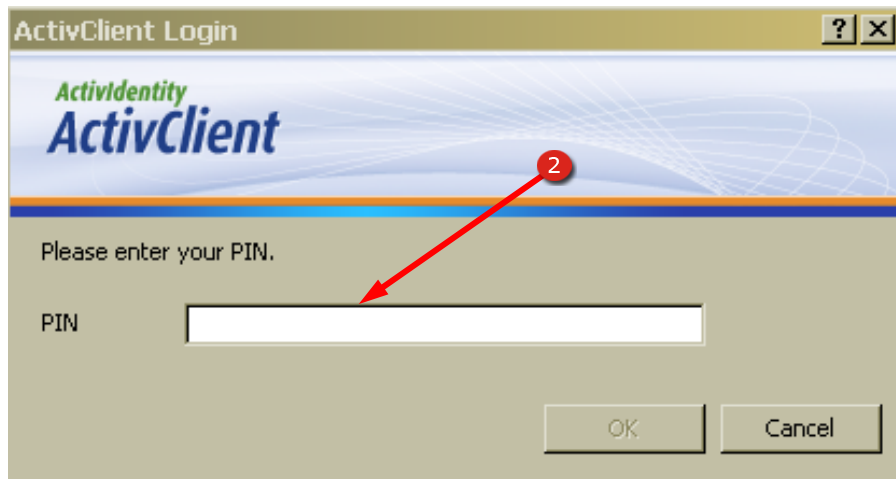 ActivClient Login
ActivIdentity
ActivClient
2
Please enter your PIN.
PIN
OK
Cancel